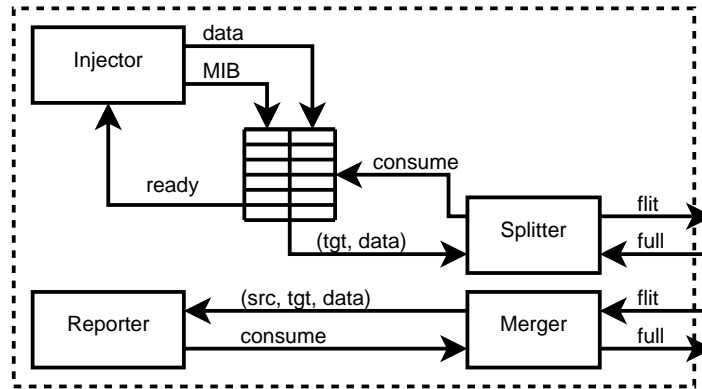 data
Injector
MIB
consume
ready
flit
Splitter
(tgt, data)
full
(src, tgt, data)
flit
Reporter
Merger
consume
full